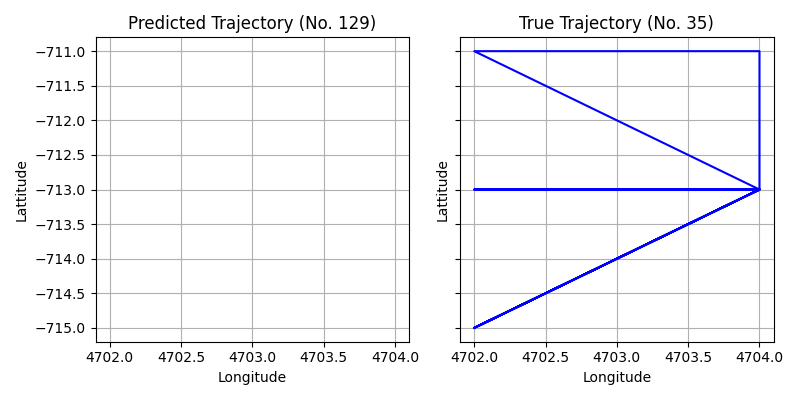 Predicted Trajectory (No. 129)
True Trajectory (No. 35)
−711.0
−711.5
−712.0
−712.5
−713.0
−713.5
−714.0
−714.5
−715.0
Lattitude
Lattitude
4702.0 4702.5 4703.0 4703.5 4704.0
4702.0 4702.5 4703.0 4703.5 4704.0
Longitude
Longitude